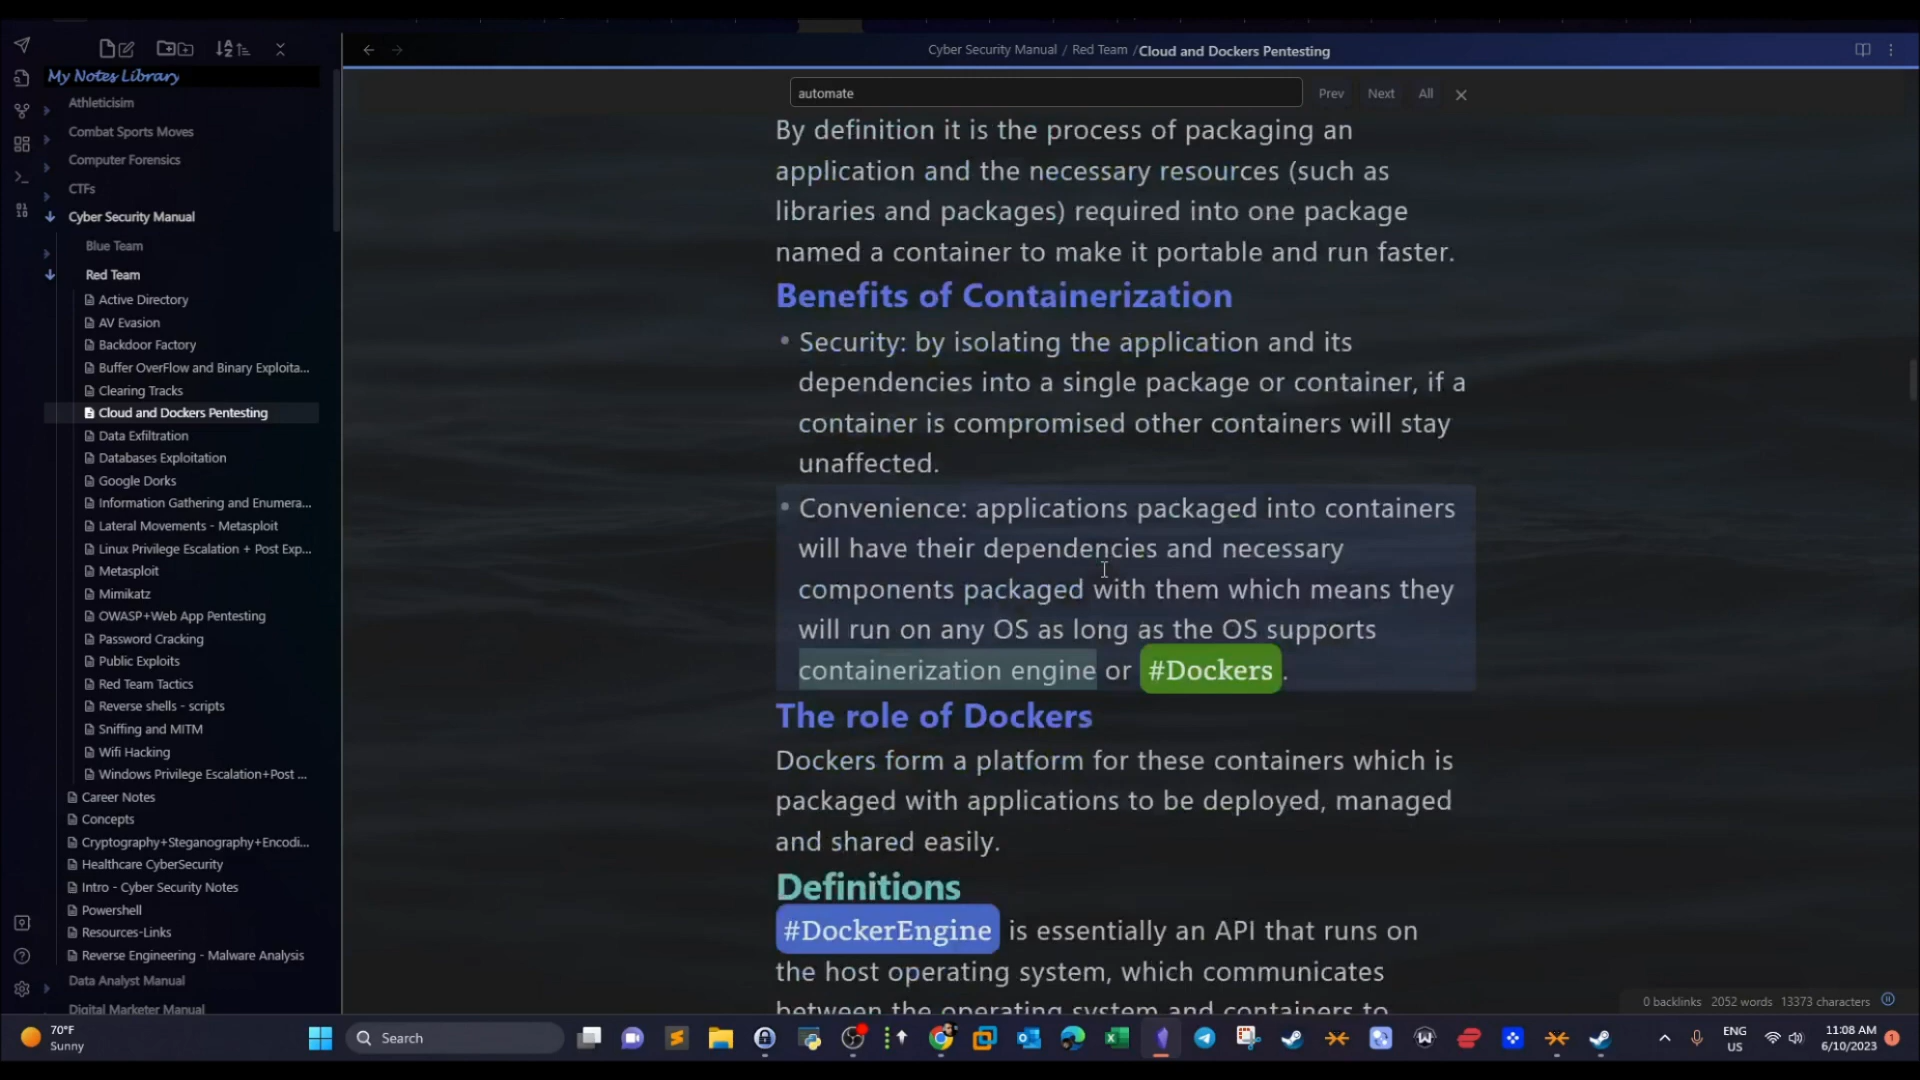 Cyber Security Manual / Red Team / Cloud and Dockers Pentesting
My Notes Library
Athleticisim
Combat Sports Moves
Computer Forensics
CTFs
Cyber Security Manual
Blue Team
Red Team
Active Directory
AV Evasion
Backdoor Factory
Buffer OverFlow and Binary Exploita...
Clearing Tracks
Cloud and Dockers Pentesting
Data Exfiltration
Databases Exploitation
Google Dorks
Information Gathering and Enumera...
Lateral Movements - Metasploit
Linux Privilege Escalation + Post Exp...
Metasploit
Mimikatz
OWASP+Web App Pentesting
Password Cracking
Public Exploits
Red Team Tactics
Reverse shells - scripts
Sniffing and MITM
Wifi Hacking
Windows Privilege Escalation+Post ...
Career Notes
Concepts
Cryptography+Steganography+Encodi...
Healthcare CyberSecurity
Intro - Cyber Security Notes
Powershell
Resources-Links
Reverse Engineering - Malware Analysis
Data Analyst Manual
Digital Marketer Manual
automate Prev Next All
By definition it is the process of packaging an
application and the necessary resources (such as
libraries and packages) required into one package
named a container to make it portable and run faster.
Benefits of Containerization
• Security: by isolating the application and its
dependencies into a single package or container, if a
container is compromised other containers will stay
unaffected.
• Convenience: applications packaged into containers
will have their dependencies and necessary
components packaged with them which means they
will run on any OS as long as the OS supports
containerization engine or #Dockers.
The role of Dockers
Dockers form a platform for these containers which is
packaged with applications to be deployed, managed
and shared easily.
Definitions
#DockerEngine is essentially an API that runs on
the host operating system, which communicates
between the operating system and containers to
0 backlinks 2052 words 13373 characters
70°F
Sunny
Search
ENG
US
11:08 AM
6/10/2023
1